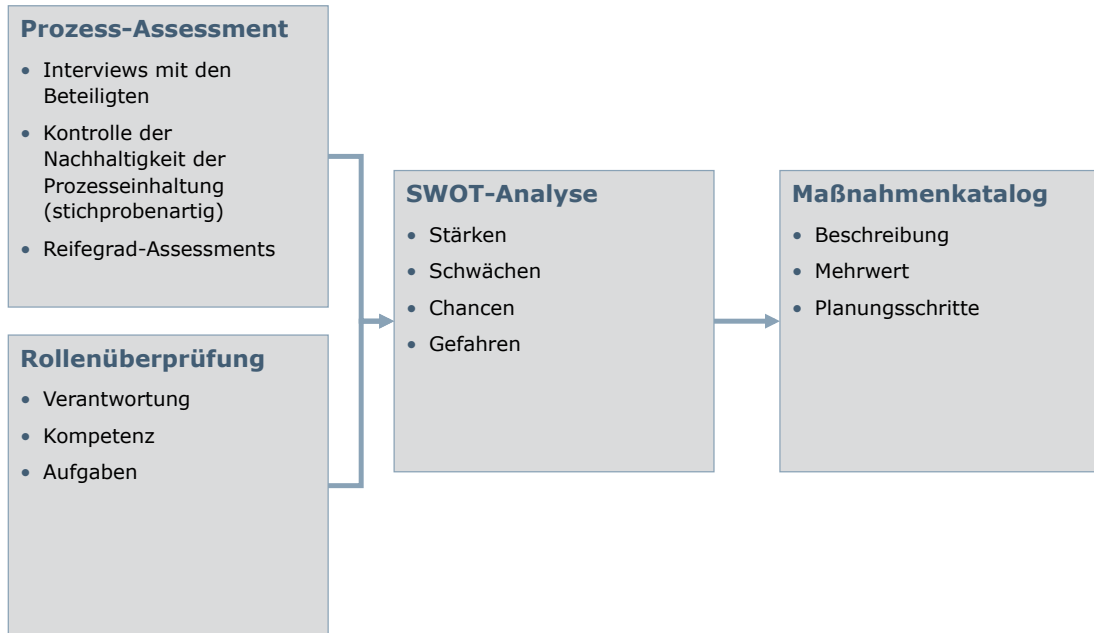 Prozess-Assessment
• Interviews mit den
Beteiligten
• Kontrolle der
Nachhaltigkeit der
Prozesseinhaltung
(stichprobenartig)
• Reifegrad-Assessments
Rollenüberprüfung
• Verantwortung
• Kompetenz
• Aufgaben
SWOT-Analyse
• Stärken
• Schwächen
• Chancen
• Gefahren
Maßnahmenkatalog
• Beschreibung
• Mehrwert
• Planungsschritte